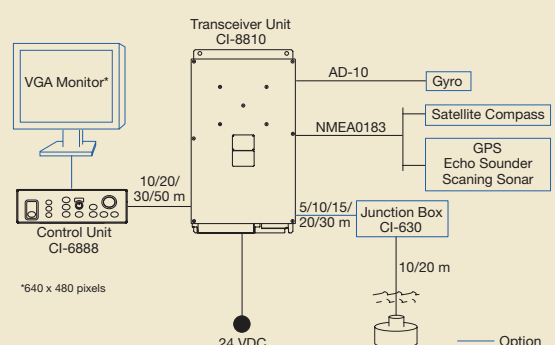 Transceiver Unit
CI-8810
VGA Monitor*
AD-10
Gyro
Satellite Compass
NMEA0183
GPS
Echo Sounder
Scaning Sonar
10/20/
30/50 m
5/10/15/
20/30 m
Junction Box
CI-630
Control Unit
CI-6888
10/20 m
*640 x 480 pixels
24 VDC
Option